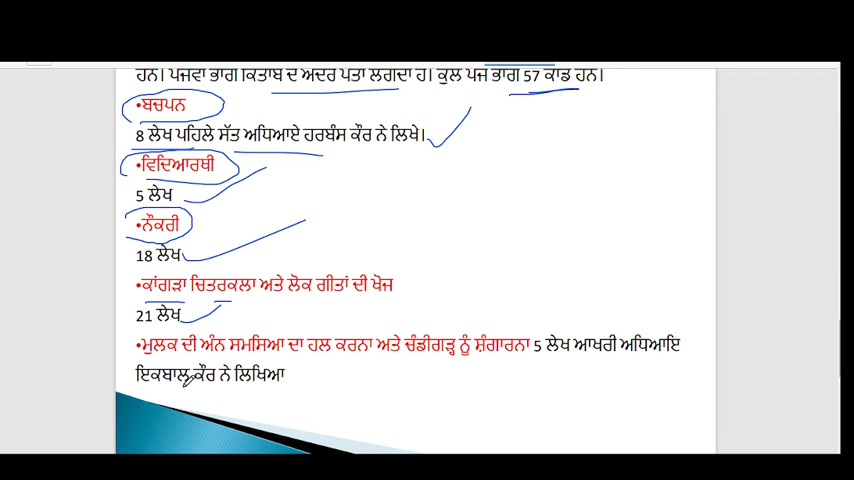 ਹਨ। ਪੰਜਵਾਂ ਭਾਗ ਕਿਤਾਬ ਦੇ ਅੰਦਰ ਪਤਾ ਲੱਗਦਾ ਹੈ। ਕੁੱਲ ਪੰਜ ਭਾਗ 57 ਕਾਂਡ ਹਨ।
•ਬਚਪਨ
8 ਲੇਖ ਪਹਿਲੇ ਸੱਤ ਅਧਿਆਏ ਹਰਬੰਸ ਕੌਰ ਨੇ ਲਿਖੇ।
•ਵਿਦਿਆਰਥੀ
5 ਲੇਖ
•ਨੌਕਰੀ
18 ਲੇਖ
•ਕਾਂਗੜਾ ਚਿਤਰਕਲਾ ਅਤੇ ਲੋਕ ਗੀਤਾਂ ਦੀ ਖੋਜ
21 ਲੇਖ
•ਮੁਲਕ ਦੀ ਅੰਨ ਸਮਸਿਆ ਦਾ ਹਲ ਕਰਨਾ ਅਤੇ ਚੰਡੀਗੜ੍ਹ ਨੂੰ ਸ਼ੰਗਾਰਨਾ 5 ਲੇਖ ਆਖਰੀ ਅਧਿਆਇ
ਇਕਬਾਲ ਕੌਰ ਨੇ ਲਿਖਿਆ